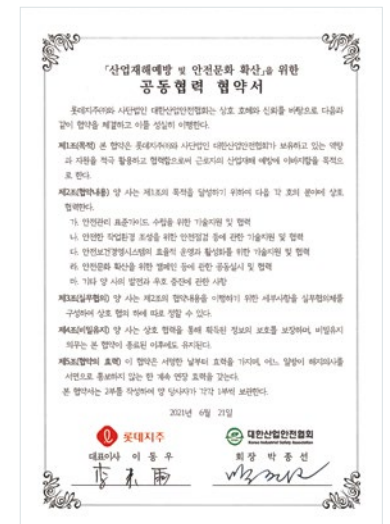 「산업재해예방 및 안전문화 확산」을 위한
공동협력 협약서
롯데지주㈜와 사단법인 대한산업안전협회는 상호 호혜와 신뢰를 바탕으로 다음과
같이 협약을 체결하고 이를 성실히 이행한다.
제1조(목적) 본 협약은 롯데지주㈜와 사단법인 대한산업안전협회가 보유하고 있는 역량
과 자원을 적극 활용하고 협력함으로써 근로자의 산업재해 예방에 이바지함을 목적으
로 한다.
제2조(협약내용) 양 사는 제1조의 목적을 달성하기 위하여 다음 각 호의 분야에 상호
협력한다.
가. 안전관리 표준가이드 수립을 위한 기술지원 및 협력
나. 안전한 작업환경 조성을 위한 안전점검 등에 관한 기술지원 및 협력
다. 안전보건경영시스템의 효율적 운영과 활성화를 위한 기술지원 및 협력
라. 안전문화 확산을 위한 캠페인 등에 관한 공동실시 및 협력
마. 기타 양 사의 발전과 우호 증진에 관한 사항
제3조(실무협의) 양 사는 제2조의 협약내용을 이행하기 위한 세부사항을 실무협의체를
구성하여 상호 협의 하에 따로 정할 수 있다.
제4조(비밀유지) 양 사는 상호 협력을 통해 획득된 정보의 보호를 보장하며, 비밀유지
의무는 본 협약이 종료된 이후에도 유지된다.
제5조(협약의 효력) 이 협약은 서명한 날부터 효력을 가지며, 어느 일방이 해지의사를
서면으로 통보하지 않는 한 계속 연장 효력을 갖는다.
본 협약서는 2부를 작성하여 양 당사자가 각각 1부씩 보관한다.
2021년 6월 21일
롯데지주 대한산업안전협회
Korea Industrial Safety Association
대표이사 이동우 회장 박종선